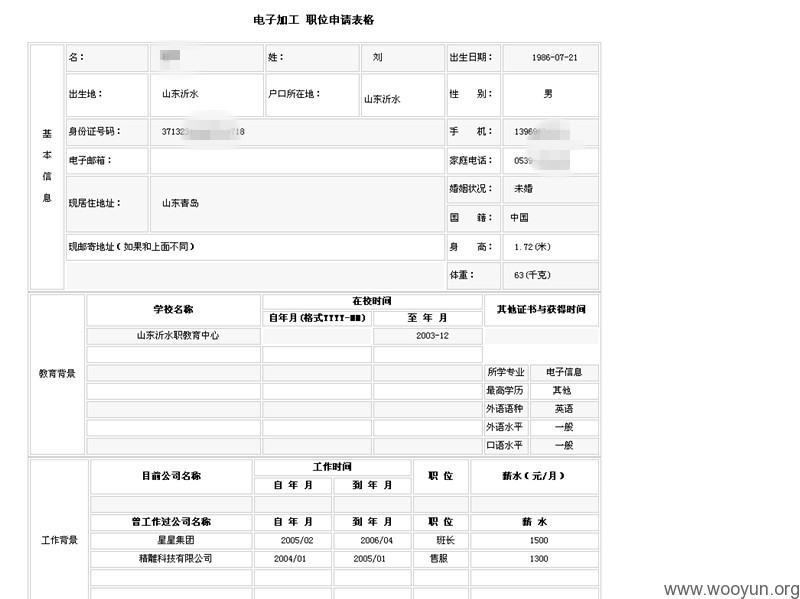 电子加工 职位申请表格
名： 姓： 刘 出生日期： 1986-07-21
出生地： 山东沂水 户口所在地： 山东沂水 性 别： 男
身份证号码： 371323 718 手 机： 13969
电子邮箱： 家庭电话： 0539-
现居住地址： 山东青岛 婚姻状况： 未婚
国 籍： 中国
现邮寄地址(如果和上面不同) 身 高： 1.72(米)
体重： 63(千克)
基本信息
学校名称 在校时间 其他证书与获得时间
自年月(格式YYYY-MM) 至 年 月
山东沂水职教育中心 2003-12
教育背景
所学专业 电子信息
最高学历 其他
外语语种 英语
外语水平 一般
口语水平 一般
目前公司名称 工作时间 职 位 薪水(元/月)
自 年 月 到 年 月
曾工作过公司名称 自 年 月 到 年 月 职 位 薪 水
工作背景
星星集团 2005/02 2006/04 班长 1500
精雕科技有限公司 2004/01 2005/01 售服 1300
www.wooyun.org